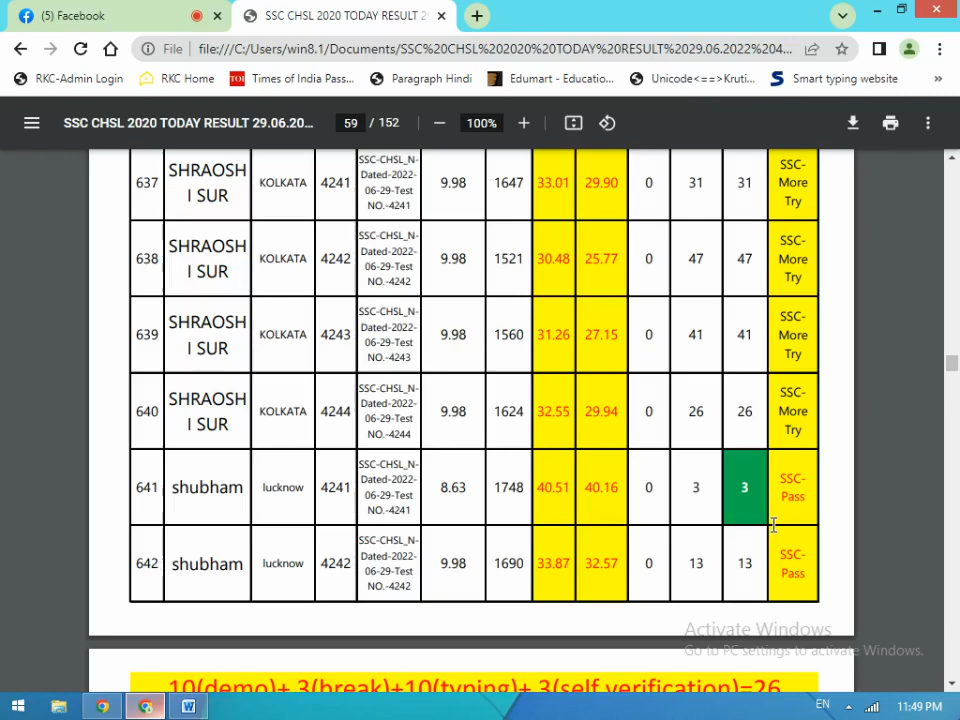 (5) Facebook
SSC CHSL 2020 TODAY RESULT 29.06
File
file:///C:/Users/win8.1/Documents/SSC%20CHSL%202020%20TODAY%20RESULT%2029.06.2022%204...
RKC-Admin Login
RKC Home
TOI
Times of India Pass...
Paragraph Hindi
Edumart - Educatio...
Unicode<==>Kruti...
Smart typing website
»
SSC CHSL 2020 TODAY RESULT 29.06.20...
59 / 152
100%
637 SHRAOSHI SUR KOLKATA 4241 SSC-CHSL_N-Dated-2022-06-29-Test NO.-4241 9.98 1647 33.01 29.90 0 31 31 SSC-More Try
638 SHRAOSHI SUR KOLKATA 4242 SSC-CHSL_N-Dated-2022-06-29-Test NO.-4242 9.98 1521 30.48 25.77 0 47 47 SSC-More Try
639 SHRAOSHI SUR KOLKATA 4243 SSC-CHSL_N-Dated-2022-06-29-Test NO.-4243 9.98 1560 31.26 27.15 0 41 41 SSC-More Try
640 SHRAOSHI SUR KOLKATA 4244 SSC-CHSL_N-Dated-2022-06-29-Test NO.-4244 9.98 1624 32.55 29.94 0 26 26 SSC-More Try
641 shubham lucknow 4241 SSC-CHSL_N-Dated-2022-06-29-Test NO.-4241 8.63 1748 40.51 40.16 0 3 3 SSC-Pass
642 shubham lucknow 4242 SSC-CHSL_N-Dated-2022-06-29-Test NO.-4242 9.98 1690 33.87 32.57 0 13 13 SSC-Pass
10(demo)+ 3(break)+10(typing)+ 3(self verification)=26
Activate Windows
Go to PC settings to activate Windows.
EN
11:49 PM